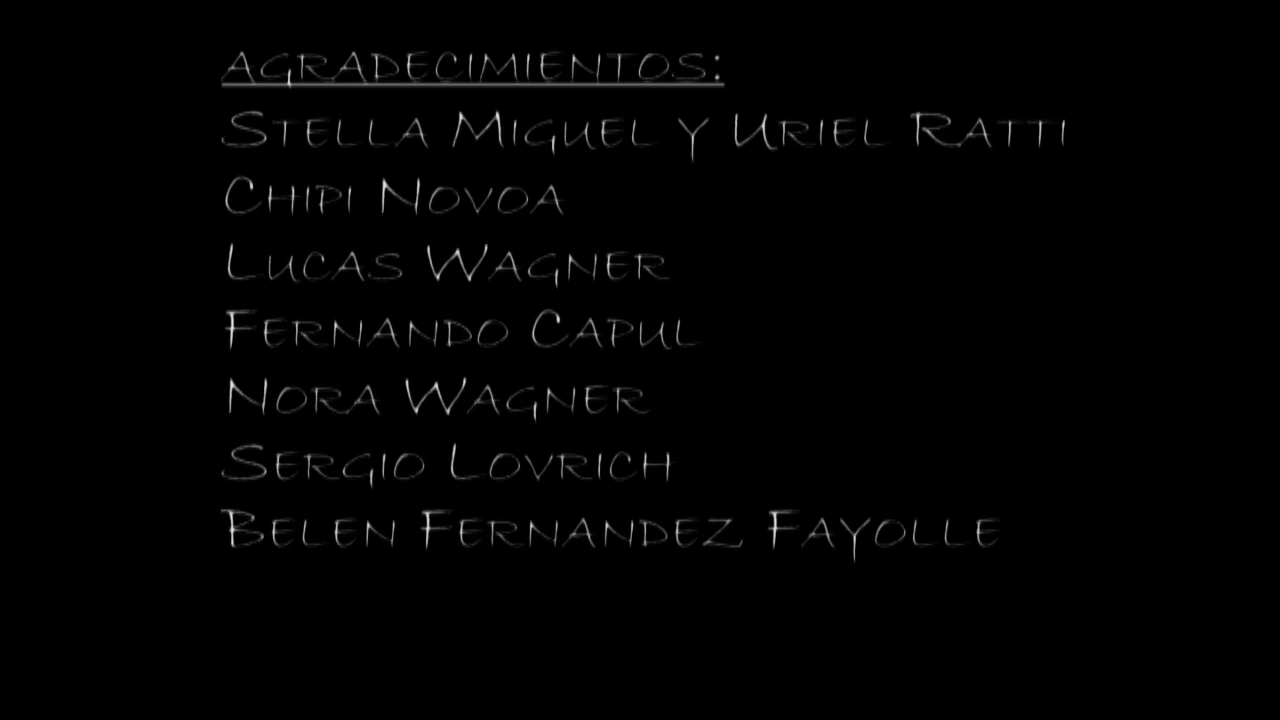 AGRADECIMIENTOS:
STELLA MIGUEL Y URIEL RATTI
CHIPI NOVOA
LUCAS WAGNER
FERNANDO CAPUL
NORA WAGNER
SERGIO LOVRICH
BELEN FERNANDEZ FAYOLLE